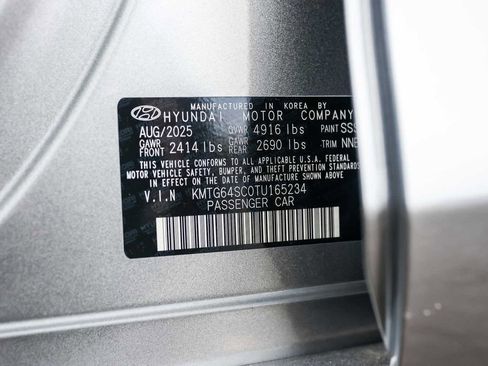 MANUFACTURED IN KOREA BY
HYUNDAI MOTOR COMPANY
AUG/2025 GVWR 4916 lbs PAINT SSS
GAWR FRONT 2414 lbs GAWR REAR 2690 lbs TRIM NNB
THIS VEHICLE CONFORMS TO ALL APPLICABLE U.S.A. FEDERAL
MOTOR VEHICLE SAFETY, BUMPER, AND THEFT PREVENTION
STANDARDS IN EFFECT ON THE DATE OF MANUFACTURE SHOWN ABOVE.
V.I.N KMTG64SC0TU165234
PASSENGER CAR